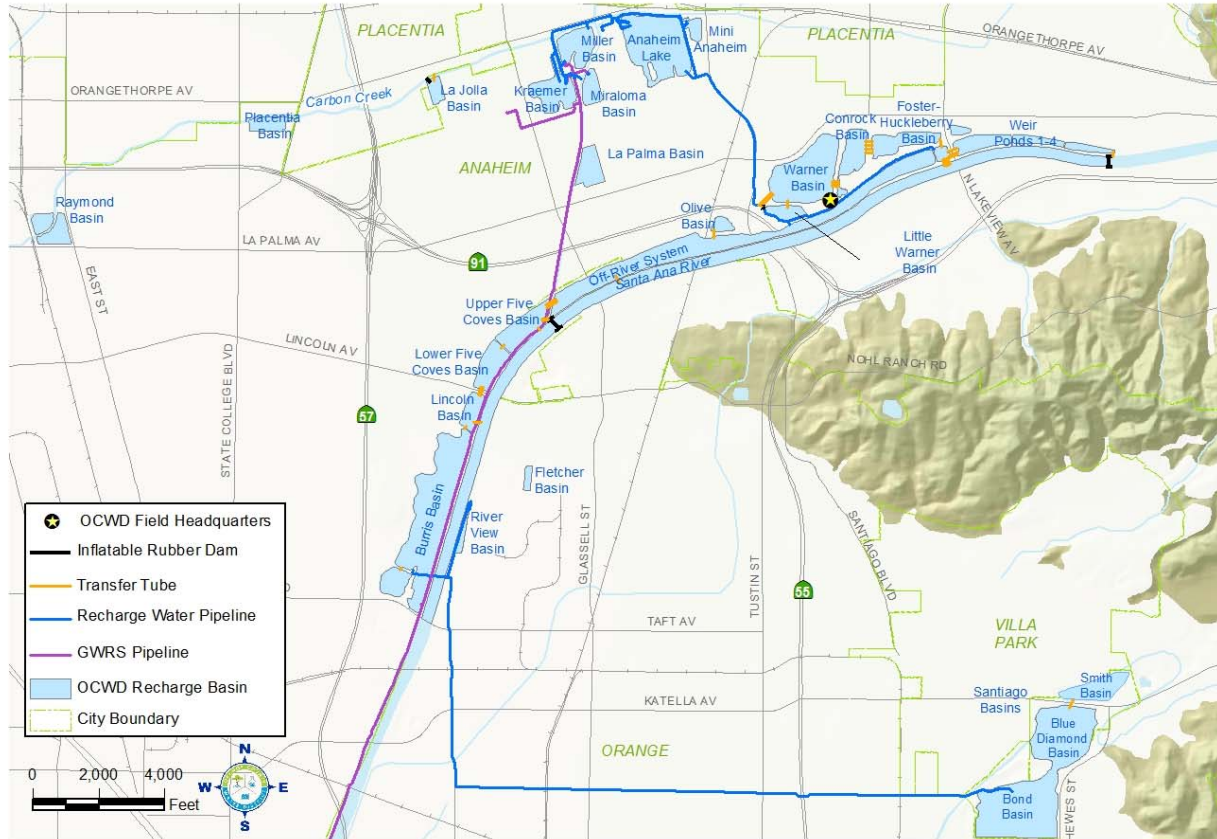 PLACENTIA
ORANGETHORPE AV
Carbon Creek
Placentia
Basin
La Jolla
Basin
Miller
Basin
Anaheim
Lake
Mini
Anaheim
PLACENTIA
ORANGETHORPE AV
Kraemer
Basin
Miraloma
Basin
La Palma Basin
ANAHEIM
Conrock
Basin
Foster-
Huckleberry
Basin
Weir
Ponds 1-4
Warner
Basin
Olive
Basin
Little
Warner
Basin
N LAKEVIEW AV
Raymond
Basin
LA PALMA AV
EAST ST
91
Off-River System
Santa Ana River
Upper Five
Coves Basin
LINCOLN AV
Lower Five
Coves Basin
Lincoln
Basin
STATE COLLEGE BLVD
57
NOHL RANCH RD
Burris Basin
River
View
Basin
Fletcher
Basin
GLASSELL ST
TUSTIN ST
55
SANTIAGO BLVD
TAFT AV
VILLA
PARK
KATELLA AV
ORANGE
Santiago
Basins
Smith
Basin
Blue
Diamond
Basin
Bond
Basin
HEWES ST
OCWD Field Headquarters
Inflatable Rubber Dam
Transfer Tube
Recharge Water Pipeline
GWRS Pipeline
OCWD Recharge Basin
City Boundary
0 2,000 4,000
Feet
N
W E
S